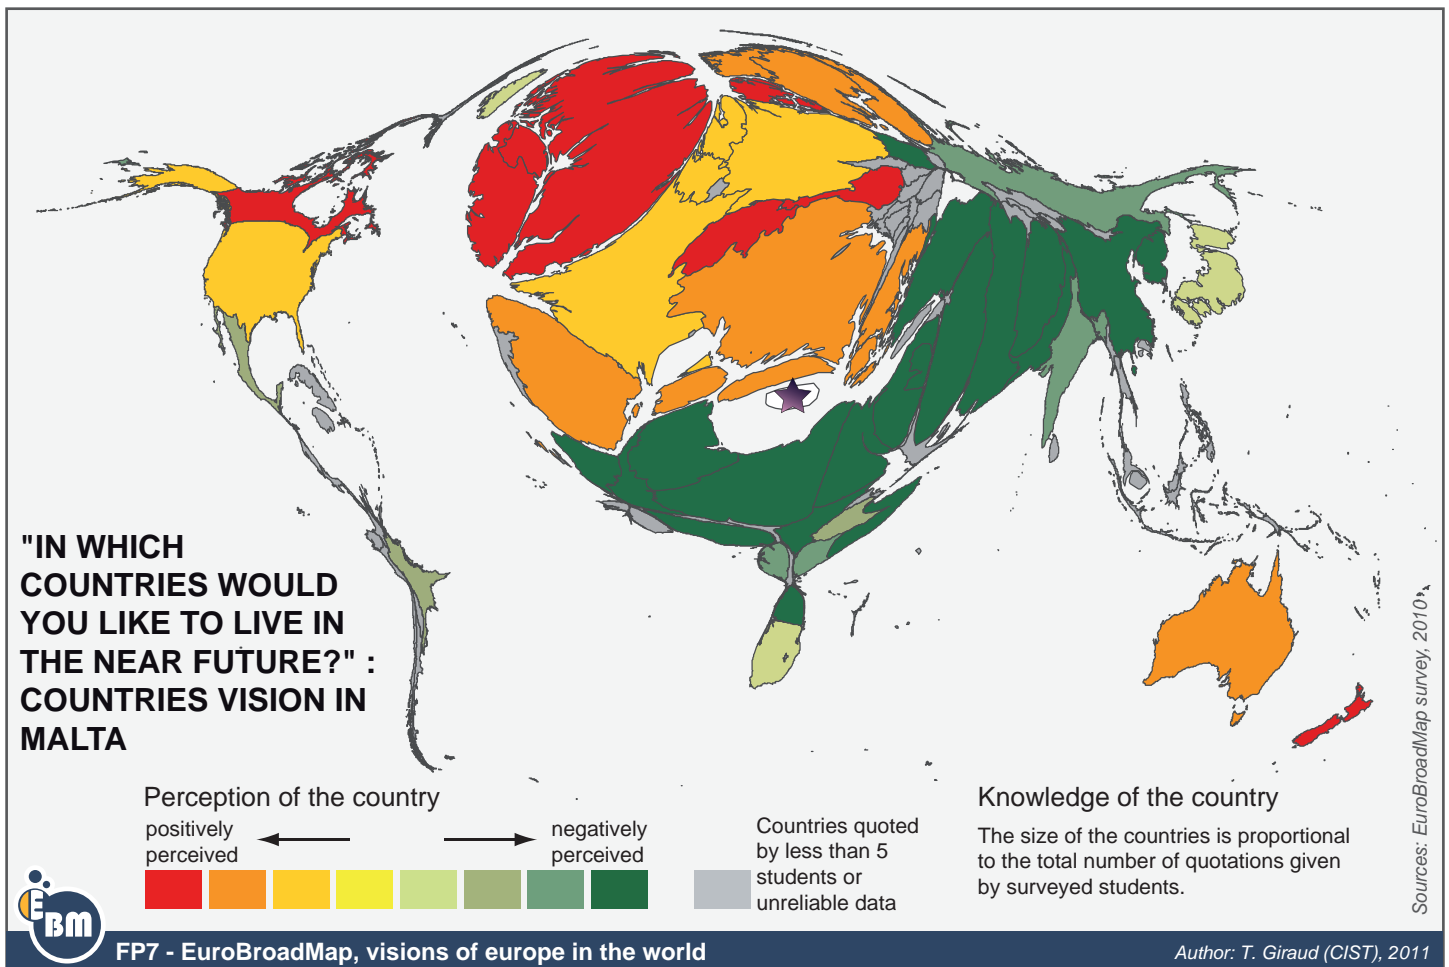 "IN WHICH
COUNTRIES WOULD
YOU LIKE TO LIVE IN
THE NEAR FUTURE?" :
COUNTRIES VISION IN
MALTA
Perception of the country
positively
perceived
negatively
perceived
Countries quoted
by less than 5
students or
unreliable data
Knowledge of the country
The size of the countries is proportional
to the total number of quotations given
by surveyed students.
Sources: EuroBroadMap survey, 2010
EBM
FP7 - EuroBroadMap, visions of europe in the world
Author: T. Giraud (CIST), 2011